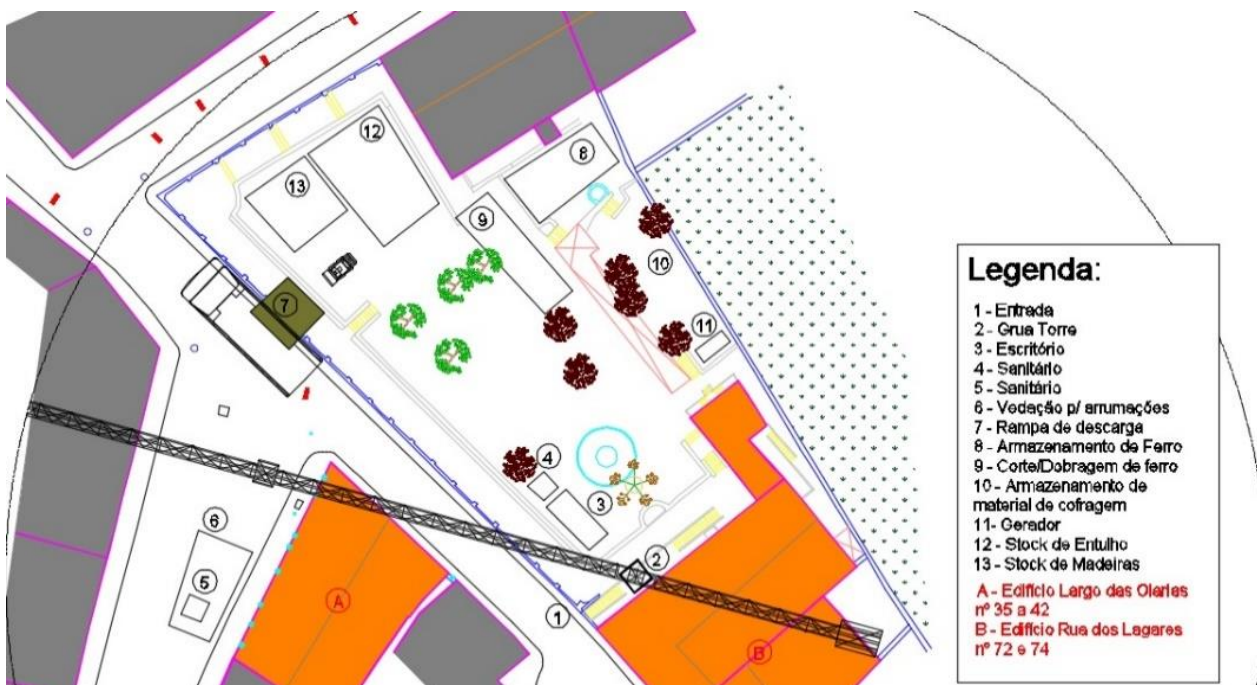 12
8
13
9
10
7
11
4
3
6
2
5
A
1
B
Legenda:
1 - Entrada
2 - Grua Torre
3 - Escritório
4 - Sanitário
5 - Sanitário
6 - Vedação p/ arrumações
7 - Rampa de descarga
8 - Armazenamento de Ferro
9 - Corte/Dobragem de ferro
10 - Armazenamento de
material de cofragem
11- Gerador
12 - Stock de Entulho
13 - Stock de Madeiras
A - Edifício Largo das Olarias
nº 35 a 42
B - Edifício Rua dos Lagares
nº 72 e 74